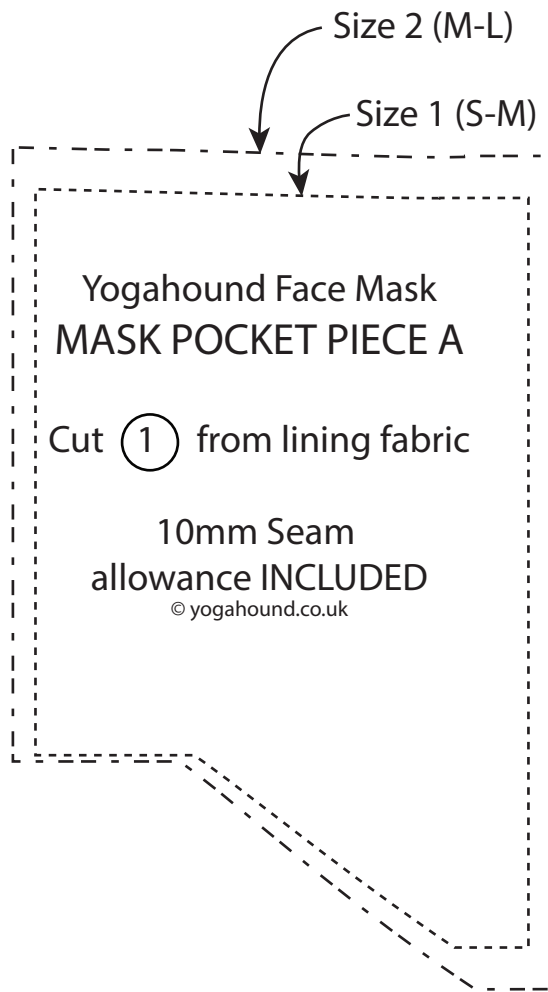 Size 2 (M-L)
Size 1 (S-M)
Yogahound Face Mask
MASK POCKET PIECE A
Cut 1 from lining fabric
10mm Seam
allowance INCLUDED
© yogahound.co.uk